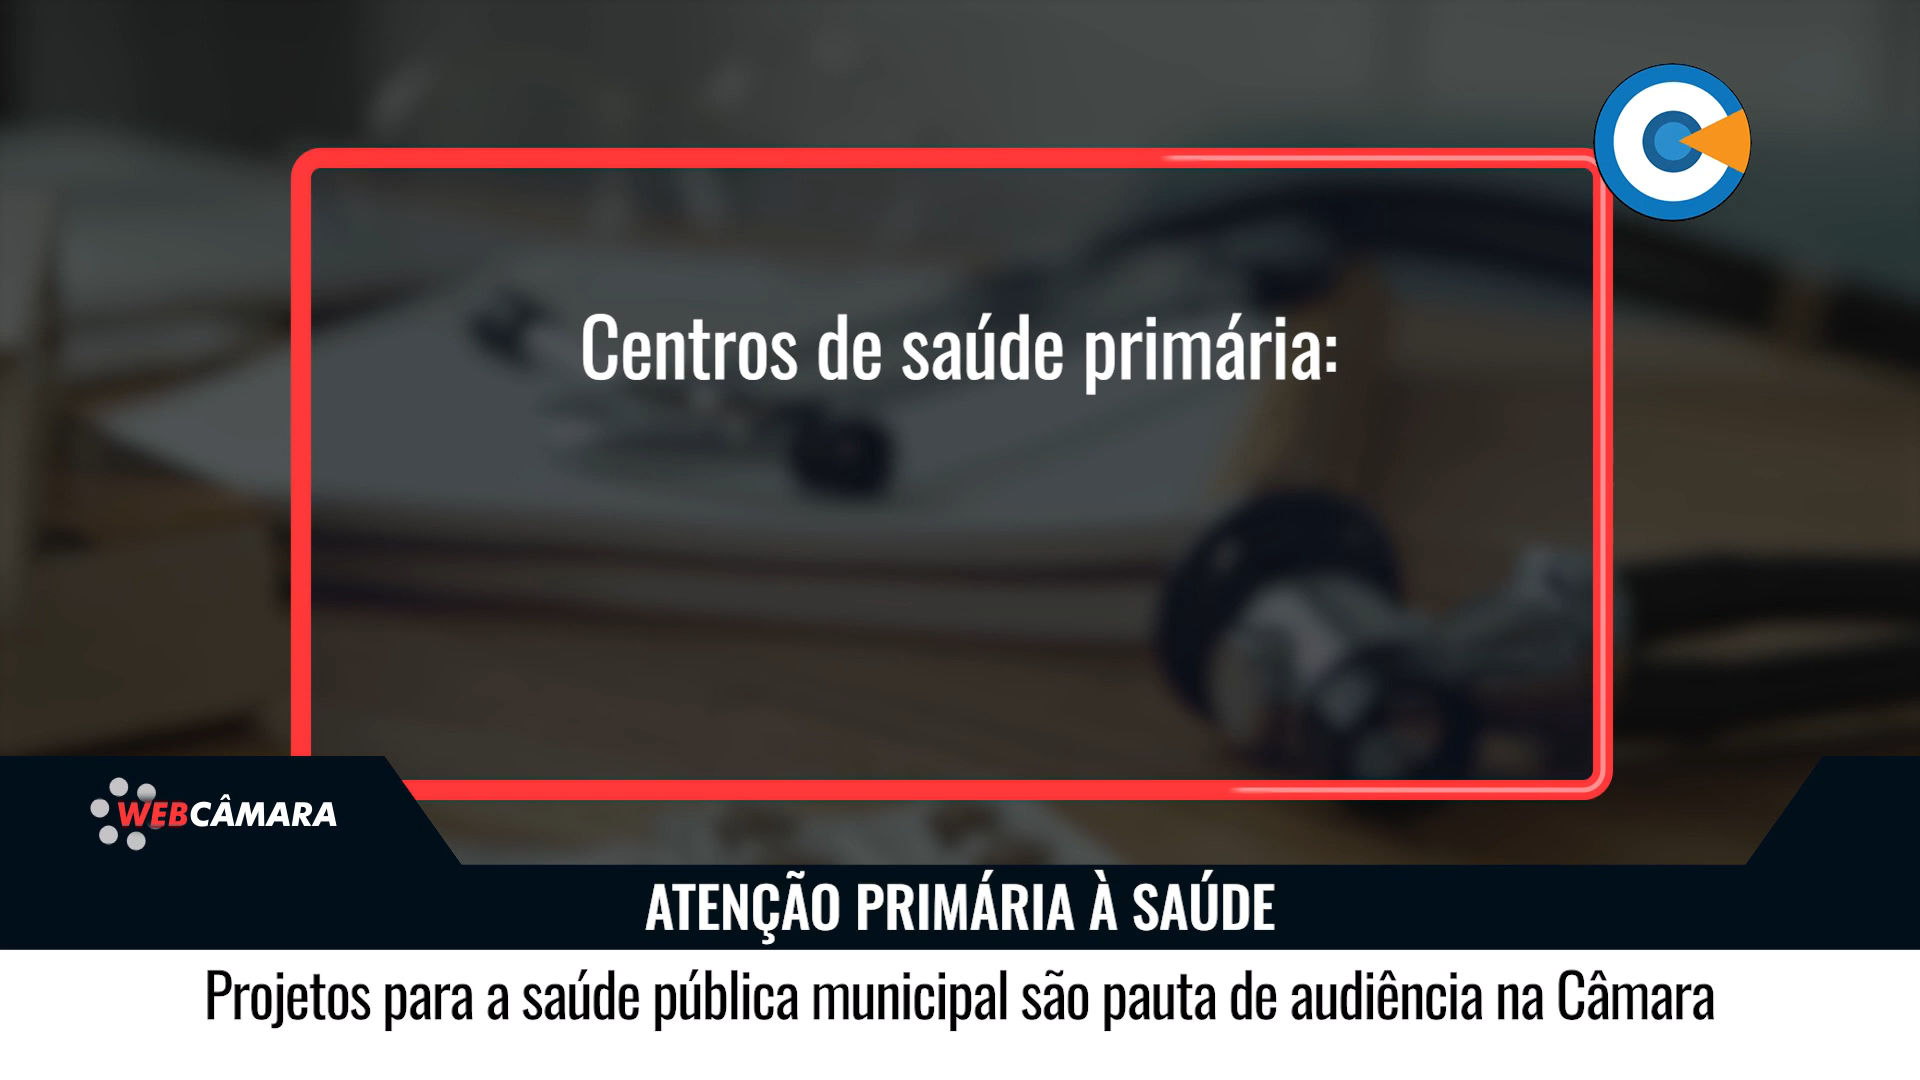 Centros de saúde primária:
WEBCÂMARA
ATENÇÃO PRIMÁRIA À SAÚDE
Projetos para a saúde pública municipal são pauta de audiência na Câmara